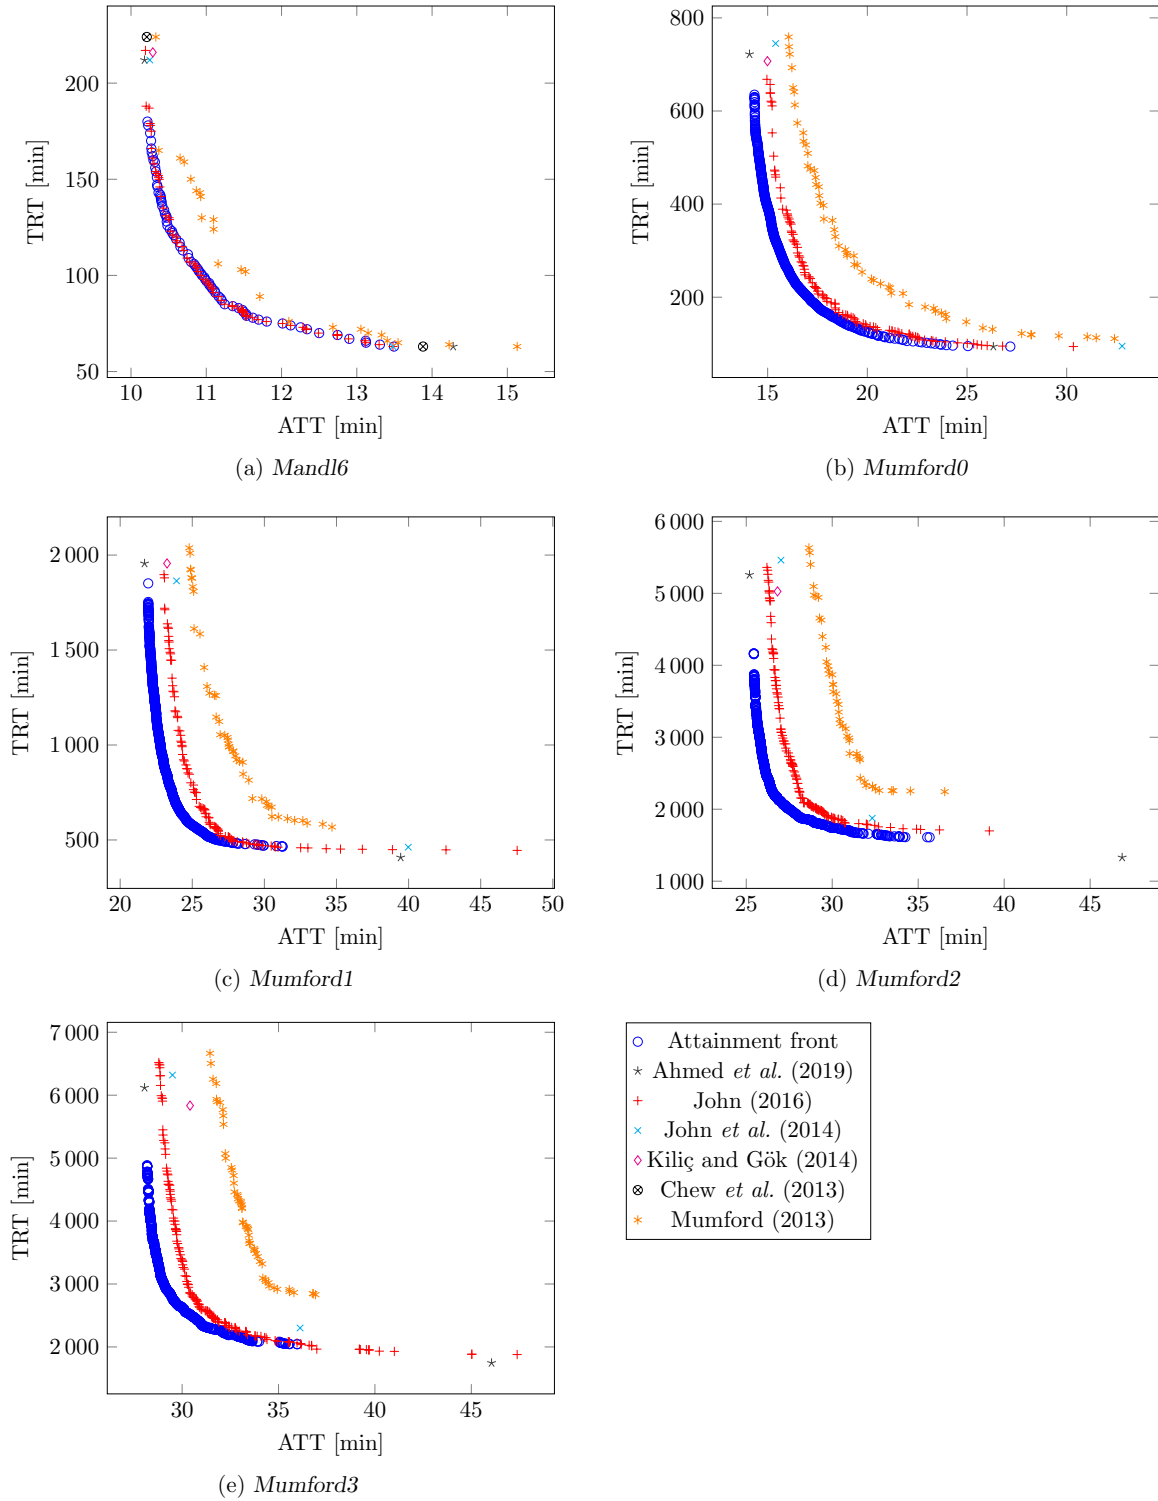 200
150
100
50
TRT [min]
10 11 12 13 14 15
ATT [min]
(a) Mandl6
800
600
400
200
TRT [min]
15 20 25 30
ATT [min]
(b) Mumford0
2 000
1 500
1 000
500
TRT [min]
20 25 30 35 40 45 50
ATT [min]
(c) Mumford1
6 000
5 000
4 000
3 000
2 000
1 000
TRT [min]
25 30 35 40 45
ATT [min]
(d) Mumford2
7 000
6 000
5 000
4 000
3 000
2 000
TRT [min]
30 35 40 45
ATT [min]
(e) Mumford3
Attainment front
Ahmed et al. (2019)
John (2016)
John et al. (2014)
Kiliç and Gök (2014)
Chew et al. (2013)
Mumford (2013)